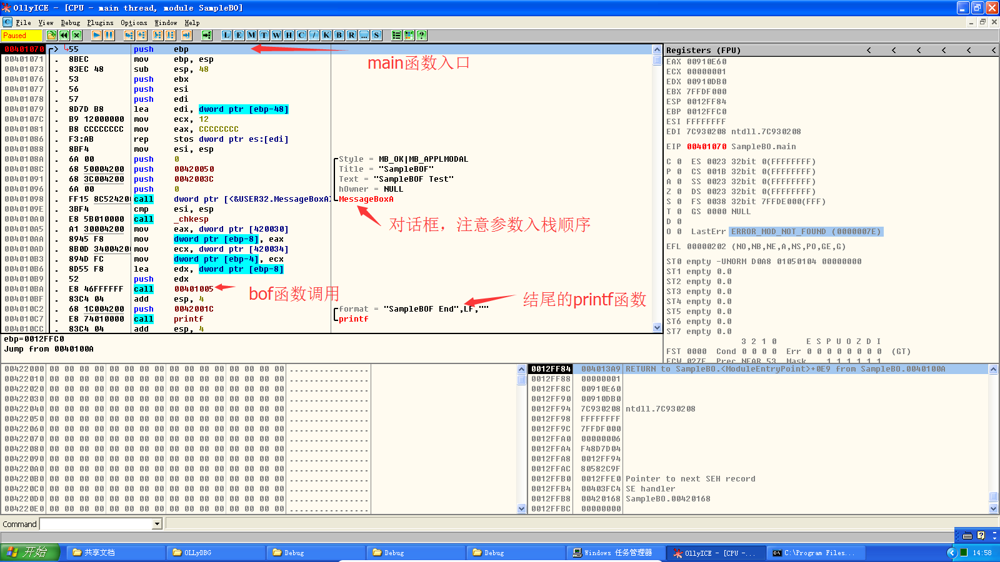 OllyICE - [CPU - main thread, module SampleBO]
File View Debug Plugins Options Window Help
Paused L E M T W H C / K B R ... S ?
00401070 > 55 push ebp
00401071 . 8BEC mov ebp, esp
main函数入口
00401073 . 83EC 48 sub esp, 48
00401076 . 53 push ebx
00401077 . 56 push esi
00401078 . 57 push edi
00401079 . 8D7D B8 lea edi, dword ptr [ebp-48]
0040107C . B9 12000000 mov ecx, 12
00401081 . B8 CCCCCCCC mov eax, CCCCCCCC
00401086 . F3:AB rep stos dword ptr es:[edi]
00401088 . 8BF4 mov esi, esp
0040108A . 6A 00 push 0 Style = MB_OK|MB_APPLMODAL
0040108C . 68 50004200 push 00420050 Title = "SampleBOF"
00401091 . 68 3C004200 push 0042003C Text = "SampleBOF Test"
00401096 . 6A 00 push 0 hOwner = NULL
00401098 . FF15 8C524200 call dword ptr [<&USER32.MessageBoxA> MessageBoxA
0040109E . 3BF4 cmp esi, esp
004010A0 . E8 5B010000 call _chkesp
对话框，注意参数入栈顺序
004010A5 . A1 30004200 mov eax, dword ptr [420030]
004010AA . 8945 F8 mov dword ptr [ebp-8], eax
004010AD . 8B0D 34004200 mov ecx, dword ptr [420034]
004010B3 . 894D FC mov dword ptr [ebp-4], ecx
004010B6 . 8D55 F8 lea edx, dword ptr [ebp-8]
004010B9 . 52 push edx
004010BA . E8 46FFFFFF call 00401005
bof函数调用
004010BF . 83C4 04 add esp, 4
结尾的printf函数
004010C2 . 68 1C004200 push 0042001C format = "SampleBOF End",LF,""
004010C7 . E8 74010000 call printf printf
004010CC . 83C4 04 add esp, 4
ebp=0012FFC0
Jump from 0040100A
Registers (FPU) < < < < < <
EAX 00910E60
ECX 00000001
EDX 00910DB0
EBX 7FFDF000
ESP 0012FF84
EBP 0012FFC0
ESI FFFFFFFF
EDI 7C930208 ntdll.7C930208
EIP 00401070 SampleBO.main
C 0 ES 0023 32bit 0(FFFFFFFF)
P 0 CS 001B 32bit 0(FFFFFFFF)
A 0 SS 0023 32bit 0(FFFFFFFF)
Z 0 DS 0023 32bit 0(FFFFFFFF)
S 0 FS 0038 32bit 7FFDE000(FFF)
T 0 GS 0000 NULL
D 0
O 0 LastErr ERROR_MOD_NOT_FOUND (0000007E)
EFL 00000202 (NO,NB,NE,A,NS,PO,GE,G)
ST0 empty -UNORM D0A8 01050104 00000000
ST1 empty 0.0
ST2 empty 0.0
ST3 empty 0.0
ST4 empty 0.0
ST5 empty 0.0
ST6 empty 0.0
ST7 empty 0.0
3 2 1 0 E S P U O Z D I
FST 0000 Cond 0 0 0 0 Err 0 0 0 0 0 0 0 0 (GT)
FCW 027F Prec NEAR,53 Mask 1 1 1 1 1 1
00422000 00 00 00 00 00 00 00 00 00 00 00 00 00 00 00 00 ................
00422010 00 00 00 00 00 00 00 00 00 00 00 00 00 00 00 00 ................
00422020 00 00 00 00 00 00 00 00 00 00 00 00 00 00 00 00 ................
00422030 00 00 00 00 00 00 00 00 00 00 00 00 00 00 00 00 ................
00422040 00 00 00 00 00 00 00 00 00 00 00 00 00 00 00 00 ................
00422050 00 00 00 00 00 00 00 00 00 00 00 00 00 00 00 00 ................
00422060 00 00 00 00 00 00 00 00 00 00 00 00 00 00 00 00 ................
00422070 00 00 00 00 00 00 00 00 00 00 00 00 00 00 00 00 ................
00422080 00 00 00 00 00 00 00 00 00 00 00 00 00 00 00 00 ................
00422090 00 00 00 00 00 00 00 00 00 00 00 00 00 00 00 00 ................
004220A0 00 00 00 00 00 00 00 00 00 00 00 00 00 00 00 00 ................
004220B0 00 00 00 00 00 00 00 00 00 00 00 00 00 00 00 00 ................
004220C0 00 00 00 00 00 00 00 00 00 00 00 00 00 00 00 00 ................
004220D0 00 00 00 00 00 00 00 00 00 00 00 00 00 00 00 00 ................
004220E0 00 00 00 00 00 00 00 00 00 00 00 00 00 00 00 00 ................
0012FF84 004013A9 RETURN to SampleBO.<ModuleEntryPoint>+0E9 from SampleBO.0040100A
0012FF88 00000001
0012FF8C 00910E60
0012FF90 00910DB0
0012FF94 7C930208 ntdll.7C930208
0012FF98 FFFFFFFF
0012FF9C 7FFDF000
0012FFA0 00000006
0012FFA4 F48D7D04
0012FFA8 0012FF94
0012FFAC 80582C9F
0012FFB0 0012FFE0 Pointer to next SEH record
0012FFB4 00403FC4 SE handler
0012FFB8 00420168 SampleBO.00420168
0012FFBC 00000000
Command
开始 共享文档 OLLyDBG Debug Debug Debug Windows 任务管理器 OllyICE - [CPU -... C:\Program Files... 14:58